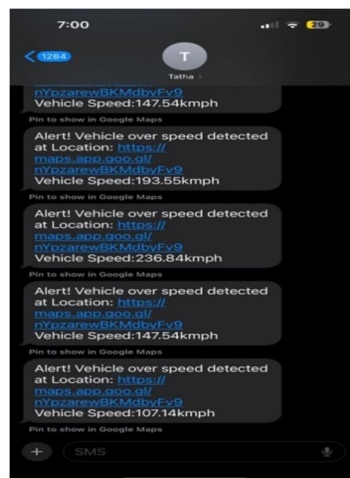 7:00
29
1284
T
Tatha
nYpzarewBKMdbyFv9
Vehicle Speed:147.54kmph
Pin to show in Google Maps
Alert! Vehicle over speed detected
at Location: https://
maps.app.goo.gl/
nYpzarewBKMdbyFv9
Vehicle Speed:193.55kmph
Pin to show in Google Maps
Alert! Vehicle over speed detected
at Location: https://
maps.app.goo.gl/
nYpzarewBKMdbyFv9
Vehicle Speed:236.84kmph
Pin to show in Google Maps
Alert! Vehicle over speed detected
at Location: https://
maps.app.goo.gl/
nYpzarewBKMdbyFv9
Vehicle Speed:147.54kmph
Pin to show in Google Maps
Alert! Vehicle over speed detected
at Location: https://
maps.app.goo.gl/
nYpzarewBKMdbyFv9
Vehicle Speed:107.14kmph
Pin to show in Google Maps
SMS